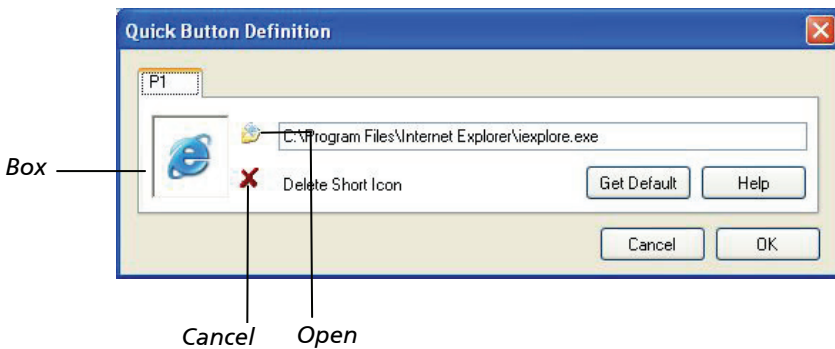 Quick Button Definition
P1
C:\Program Files\Internet Explorer\iexplore.exe
Box
Delete Short Icon Get Default Help
Cancel OK
Cancel Open